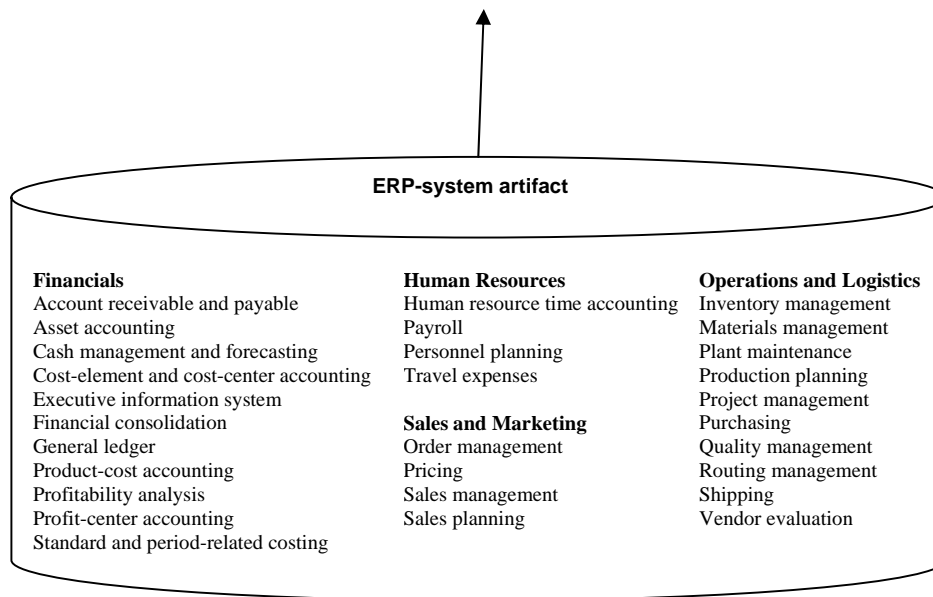 ERP-system artifact
Financials
Account receivable and payable
Asset accounting
Cash management and forecasting
Cost-element and cost-center accounting
Executive information system
Financial consolidation
General ledger
Product-cost accounting
Profitability analysis
Profit-center accounting
Standard and period-related costing
Human Resources
Human resource time accounting
Payroll
Personnel planning
Travel expenses
Sales and Marketing
Order management
Pricing
Sales management
Sales planning
Operations and Logistics
Inventory management
Materials management
Plant maintenance
Production planning
Project management
Purchasing
Quality management
Routing management
Shipping
Vendor evaluation